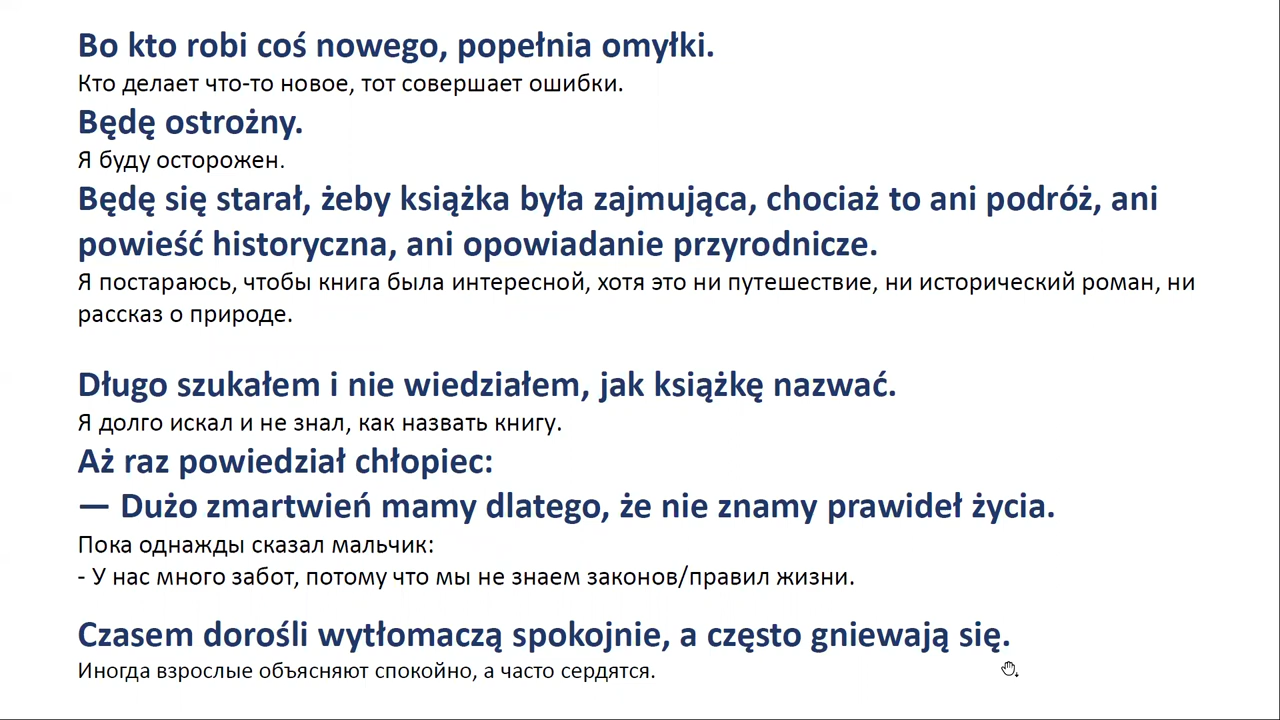 Bo kto robi coś nowego, popełnia omyłki.
Кто делает что-то новое, тот совершает ошибки.
Będę ostrożny.
Я буду осторожен.
Będę się starał, żeby książka była zajmująca, chociaż to ani podróż, ani
powieść historyczna, ani opowiadanie przyrodnicze.
Я постараюсь, чтобы книга была интересной, хотя это ни путешествие, ни исторический роман, ни
рассказ о природе.
Długo szukałem i nie wiedziałem, jak książkę nazwać.
Я долго искал и не знал, как назвать книгу.
Aż raz powiedział chłopiec:
— Dużo zmartwień mamy dlatego, że nie znamy prawideł życia.
Пока однажды сказал мальчик:
- У нас много забот, потому что мы не знаем законов/правил жизни.
Czasem dorośli wytłomaczą spokojnie, a często gniewają się.
Иногда взрослые объясняют спокойно, а часто сердятся.